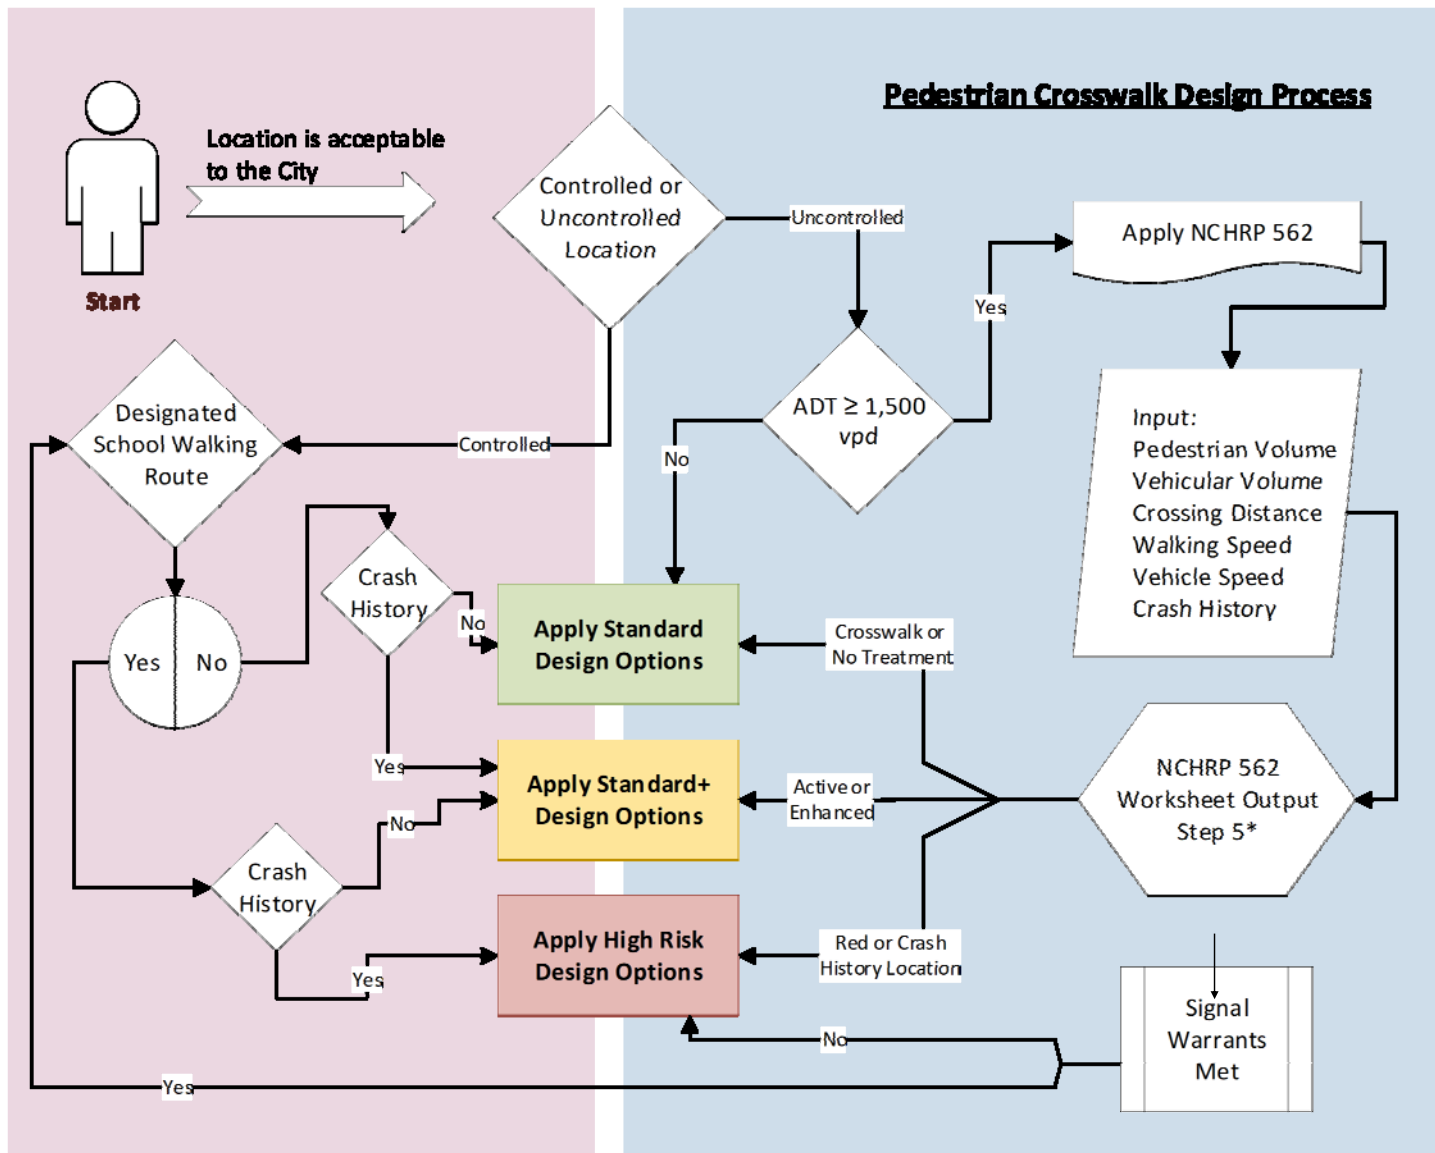 Pedestrian Crosswalk Design Process
Location is acceptable
to the City
Start
Controlled or
Uncontrolled
Location
Uncontrolled
Apply NCHRP 562
Yes
ADT ≥ 1,500
vpd
No
Controlled
Designated
School Walking
Route
Input:
Pedestrian Volume
Vehicular Volume
Crossing Distance
Walking Speed
Vehicle Speed
Crash History
Yes
No
Crash
History
No
Yes
Apply Standard
Design Options
Crosswalk or
No Treatment
Apply Standard+
Design Options
Active or
Enhanced
NCHRP 562
Worksheet Output
Step 5*
No
Crash
History
Yes
Apply High Risk
Design Options
Red or Crash
History Location
Signal
Warrants
Met
No
Yes